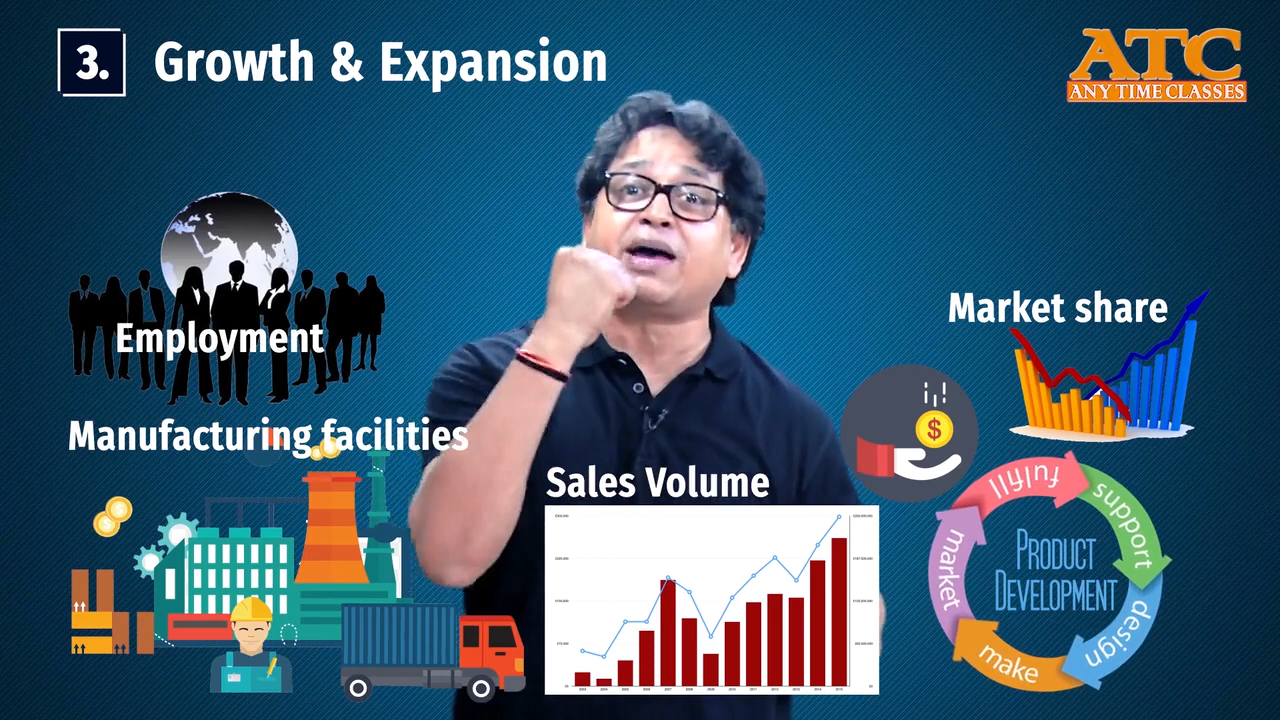 3. Growth & Expansion
ATC
ANY TIME CLASSES
Employment
Manufacturing facilities
Sales Volume
Market share
$
PRODUCT
DEVELOPMENT
fulfill
support
design
make
market